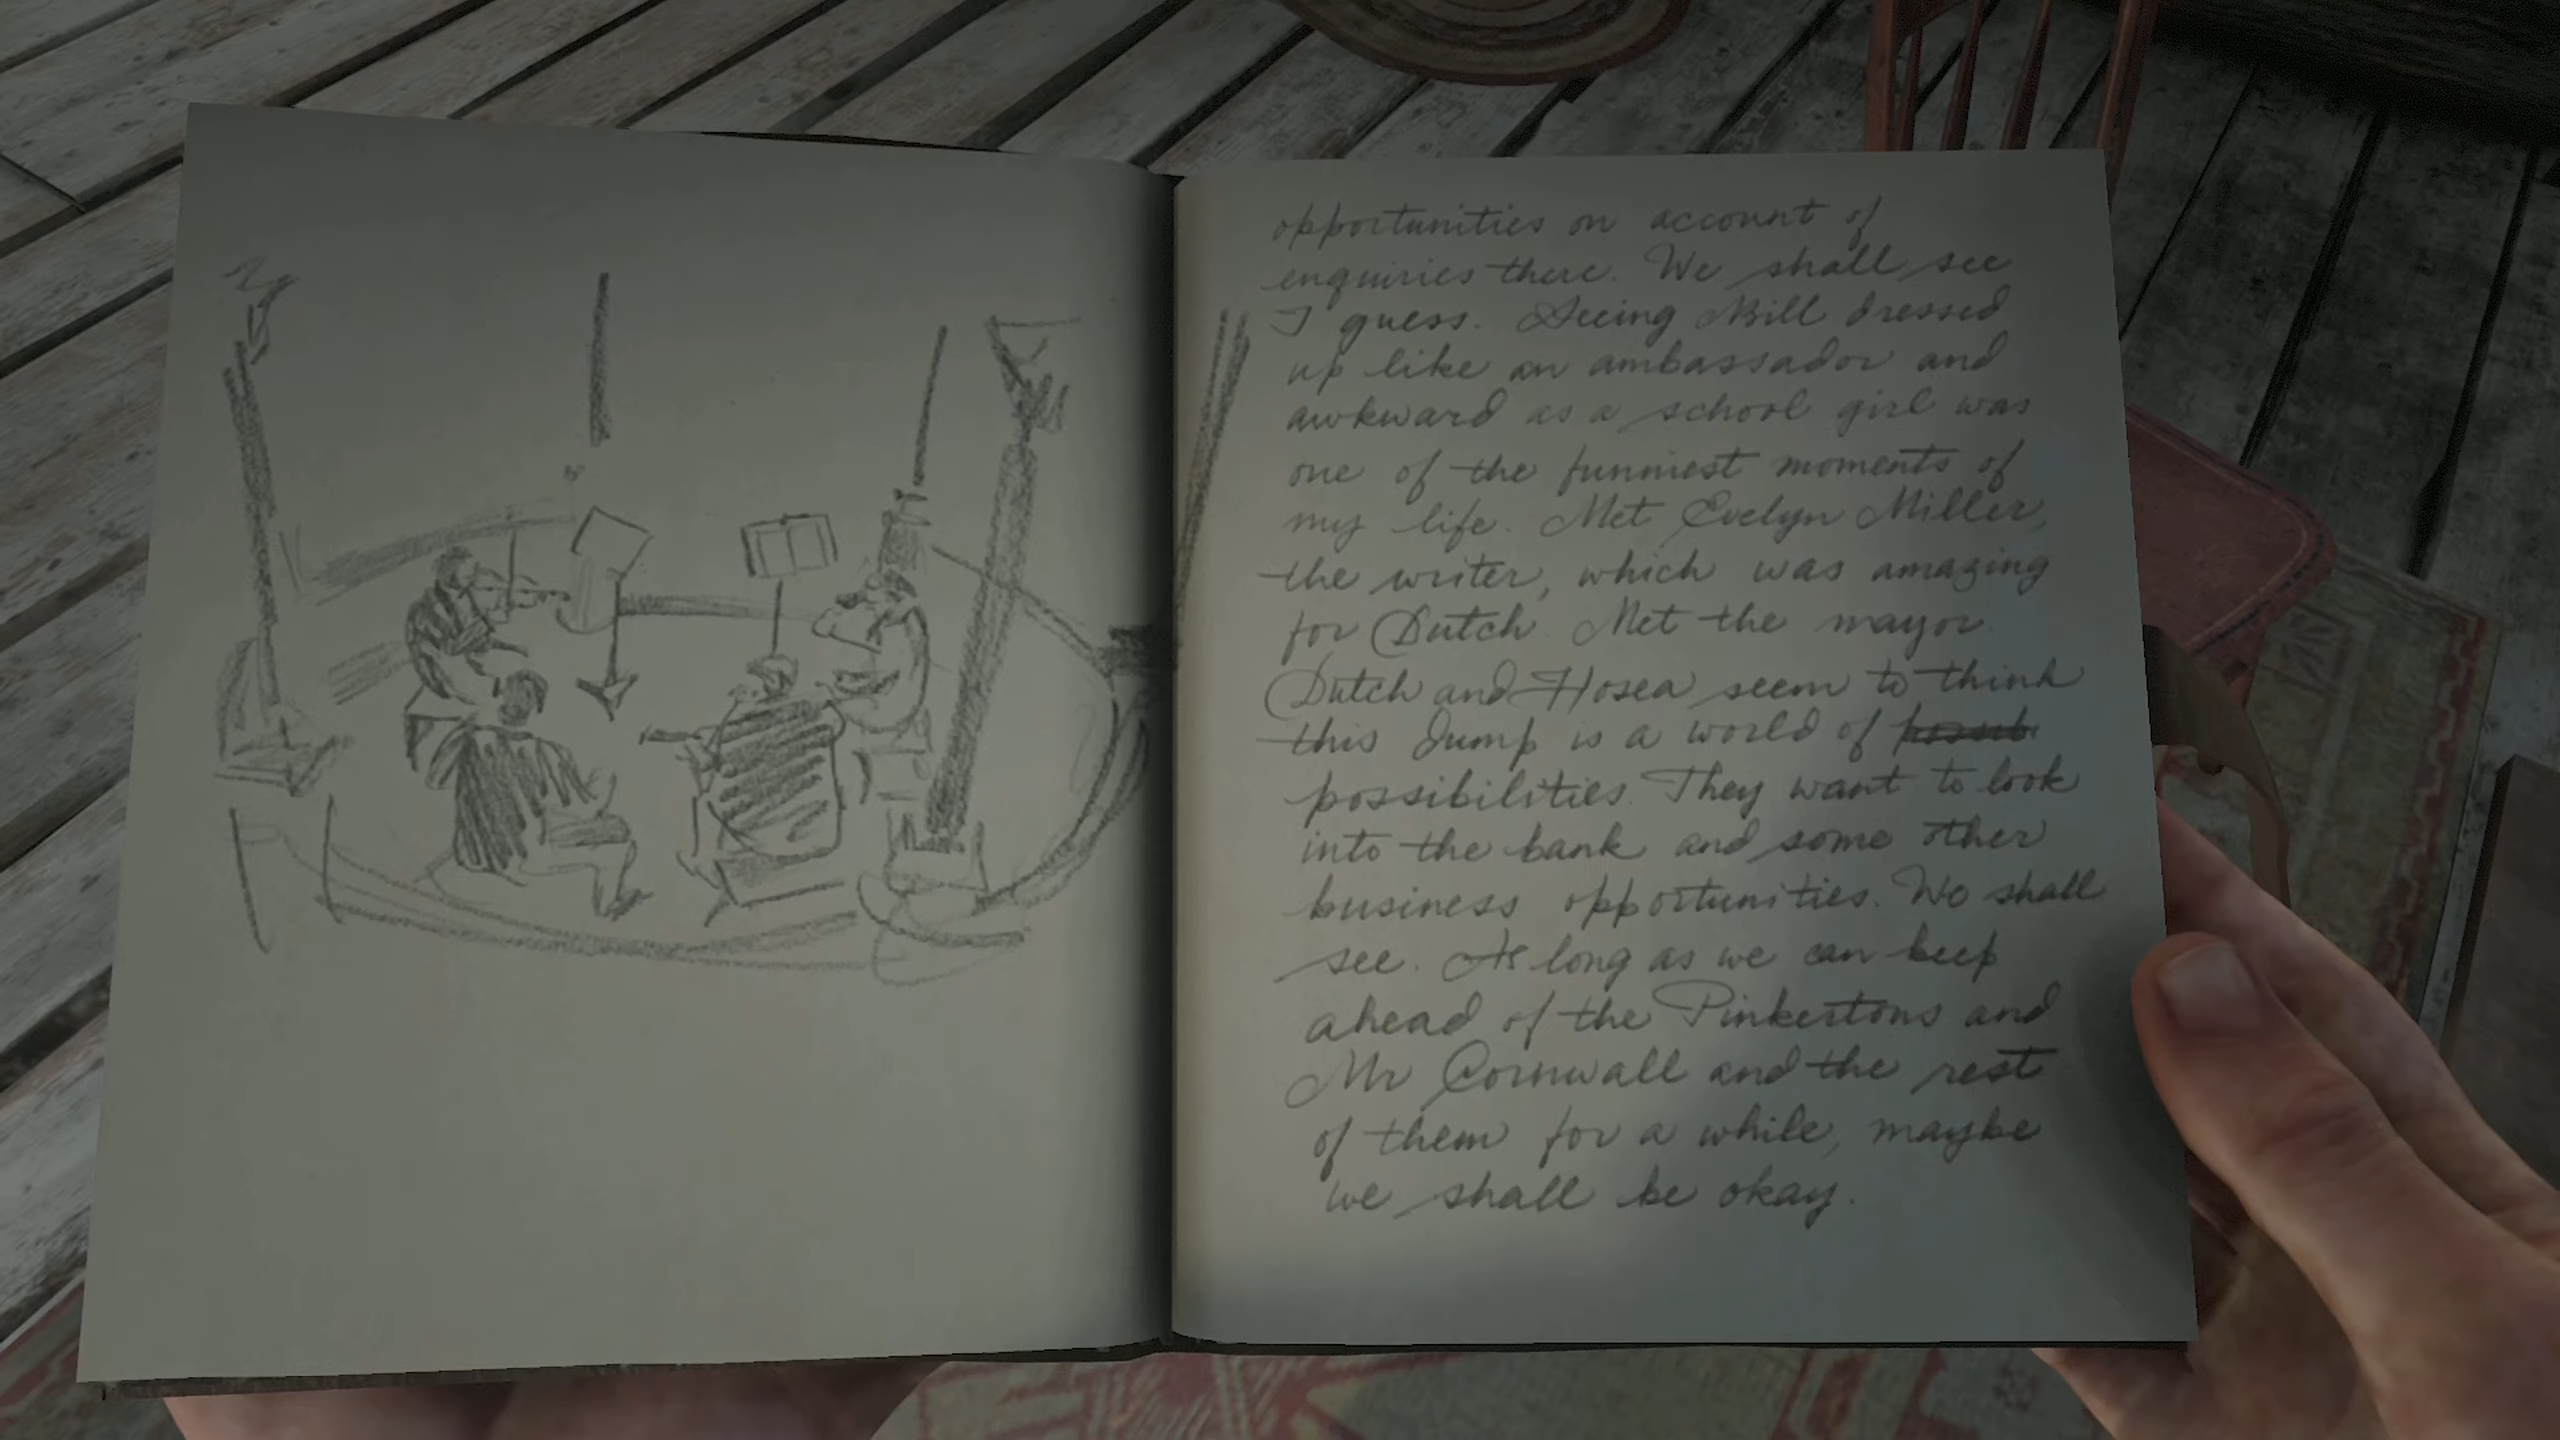 opportunities on account of
enquiries there. We shall see
I guess. Seeing Bill dressed
up like an ambassador and
awkward as a school girl was
one of the funniest moments of
my life. Met Evelyn Miller,
the writer, which was amazing
for Dutch. Met the mayor.
Dutch and Hosea seem to think
this dump is a world of possib
possibilities. They want to look
into the bank and some other
business opportunities. We shall
see. As long as we can keep
ahead of the Pinkertons and
Mr Cornwall and the rest
of them for a while, maybe
we shall be okay.